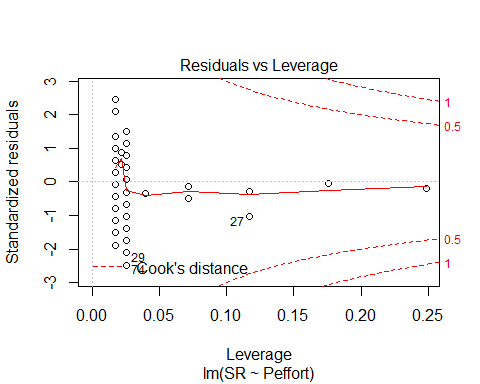 Residuals vs Leverage
Standardized residuals
3
2
1
0
-1
-2
-3
1
0.5
0.5
1
27
29
74
Cook's distance
0.00 0.05 0.10 0.15 0.20 0.25
Leverage
lm(SR ~ Peffort)